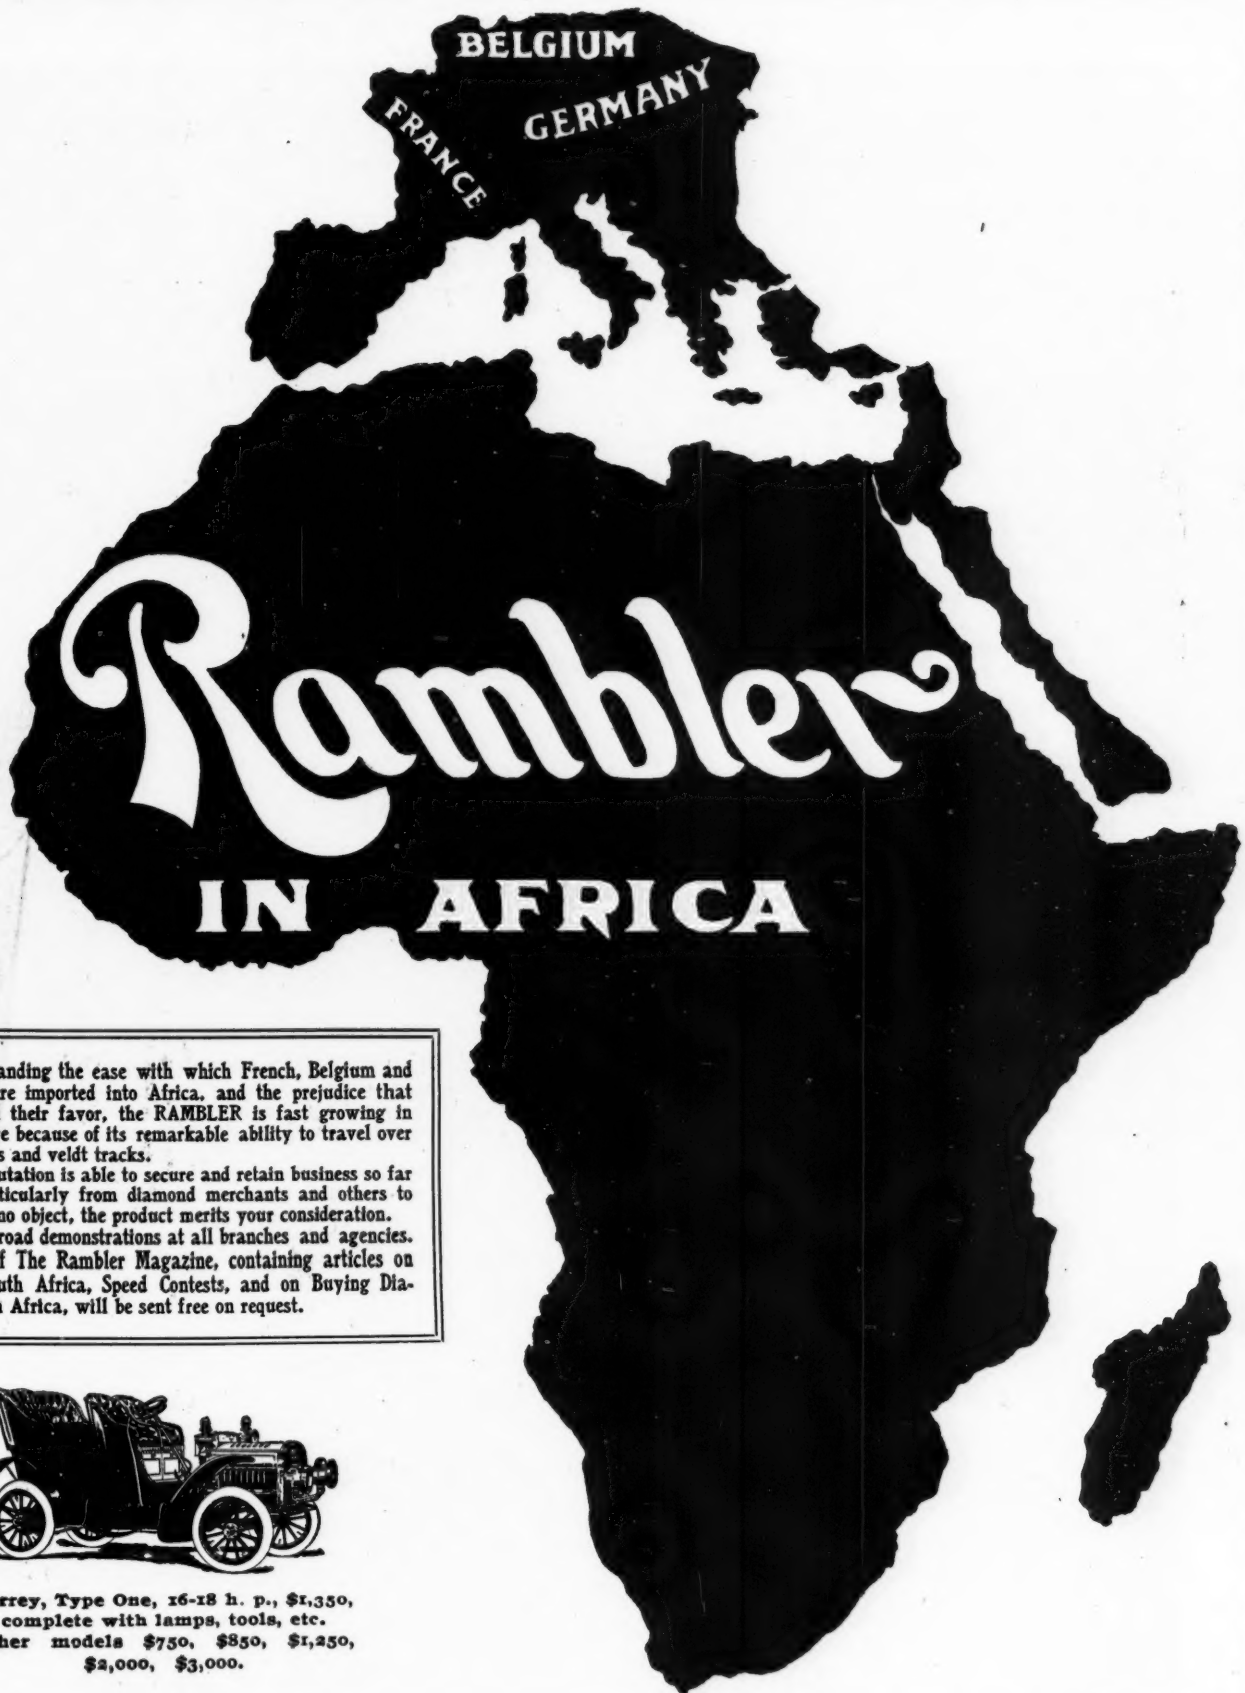 BELGIUM
GERMANY
FRANCE
Rambler
IN AFRICA
anding the ease with which French, Belgium and
re imported into Africa, and the prejudice that
their favor, the RAMBLER is fast growing in
e because of its remarkable ability to travel over
s and veldt tracks.
utation is able to secure and retain business so far
ticularly from diamond merchants and others to
no object, the product merits your consideration.
road demonstrations at all branches and agencies.
f The Rambler Magazine, containing articles on
uth Africa, Speed Contests, and on Buying Dia-
Africa, will be sent free on request.
rrey, Type One, 16-18 h. p., $1,350,
complete with lamps, tools, etc.
her models $750, $850, $1,250,
$2,000, $3,000.